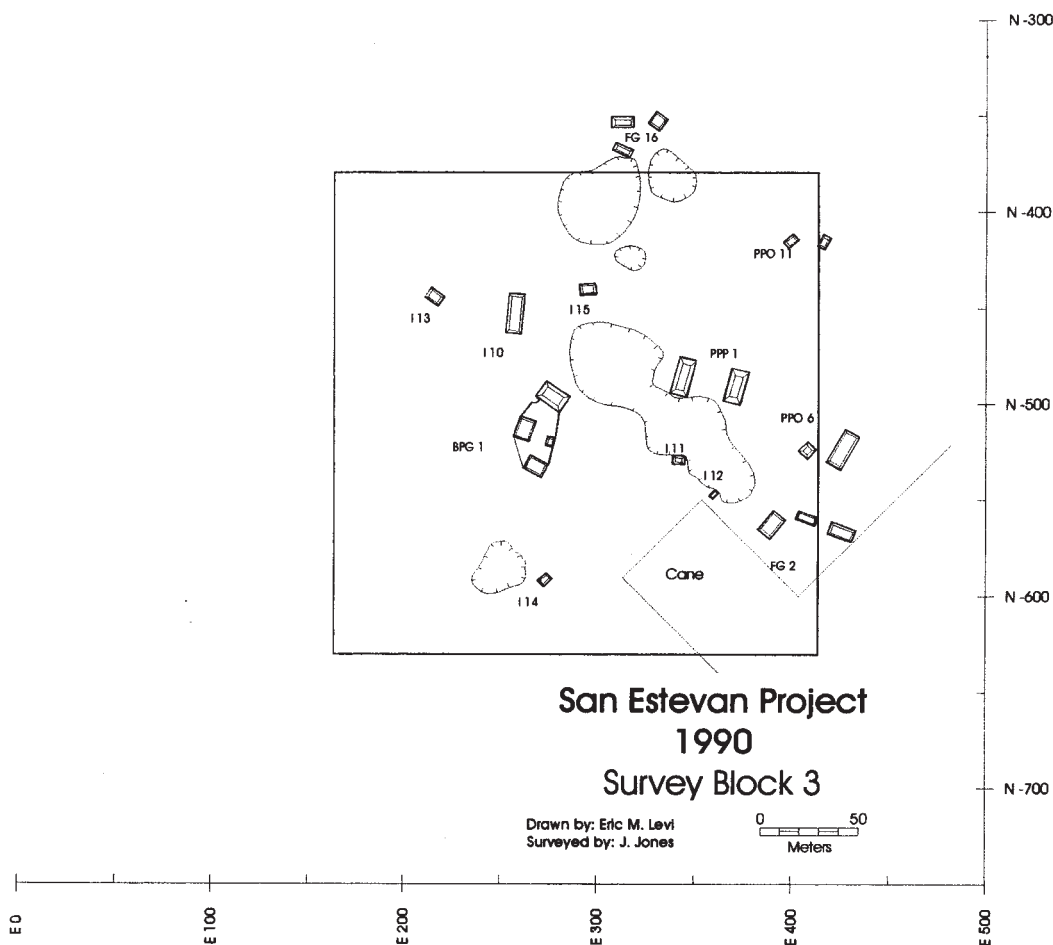 N -300
FG 16
N -400
PPO 11
I 13
I 15
I 10
PPP 1
N -500
PPO 6
BPG 1
I 11
I 12
FG 2
Cane
I 14
N -600
San Estevan Project
1990
Survey Block 3
N -700
0 50
Meters
Drawn by: Eric M. Levi
Surveyed by: J. Jones
E 0
E 100
E 200
E 300
E 400
E 500